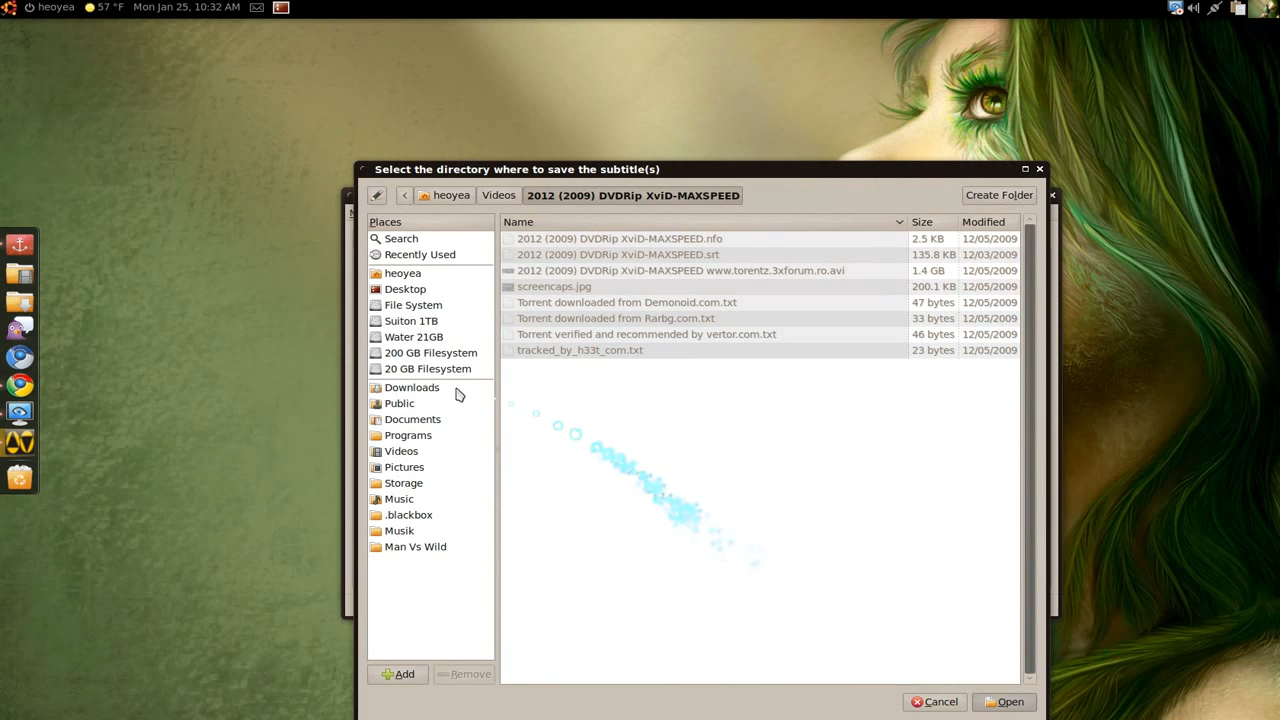 heoyea 57 °F Mon Jan 25, 10:32 AM
Select the directory where to save the subtitle(s)
heoyea Videos 2012 (2009) DVDRip XviD-MAXSPEED Create Folder
Places Name Size Modified
Search 2012 (2009) DVDRip XviD-MAXSPEED.nfo 2.5 KB 12/05/2009
Recently Used 2012 (2009) DVDRip XviD-MAXSPEED.srt 135.8 KB 12/03/2009
heoyea 2012 (2009) DVDRip XviD-MAXSPEED www.torentz.3xforum.ro.avi 1.4 GB 12/05/2009
Desktop screencaps.jpg 200.1 KB 12/05/2009
File System Torrent downloaded from Demonoid.com.txt 47 bytes 12/05/2009
Suiton 1TB Torrent downloaded from Rarbg.com.txt 33 bytes 12/05/2009
Water 21GB Torrent verified and recommended by vertor.com.txt 46 bytes 12/05/2009
200 GB Filesystem tracked_by_h33t_com.txt 23 bytes 12/05/2009
20 GB Filesystem
Downloads
Public
Documents
Programs
Videos
Pictures
Storage
Music
.blackbox
Musik
Man Vs Wild
Add Remove
Cancel Open